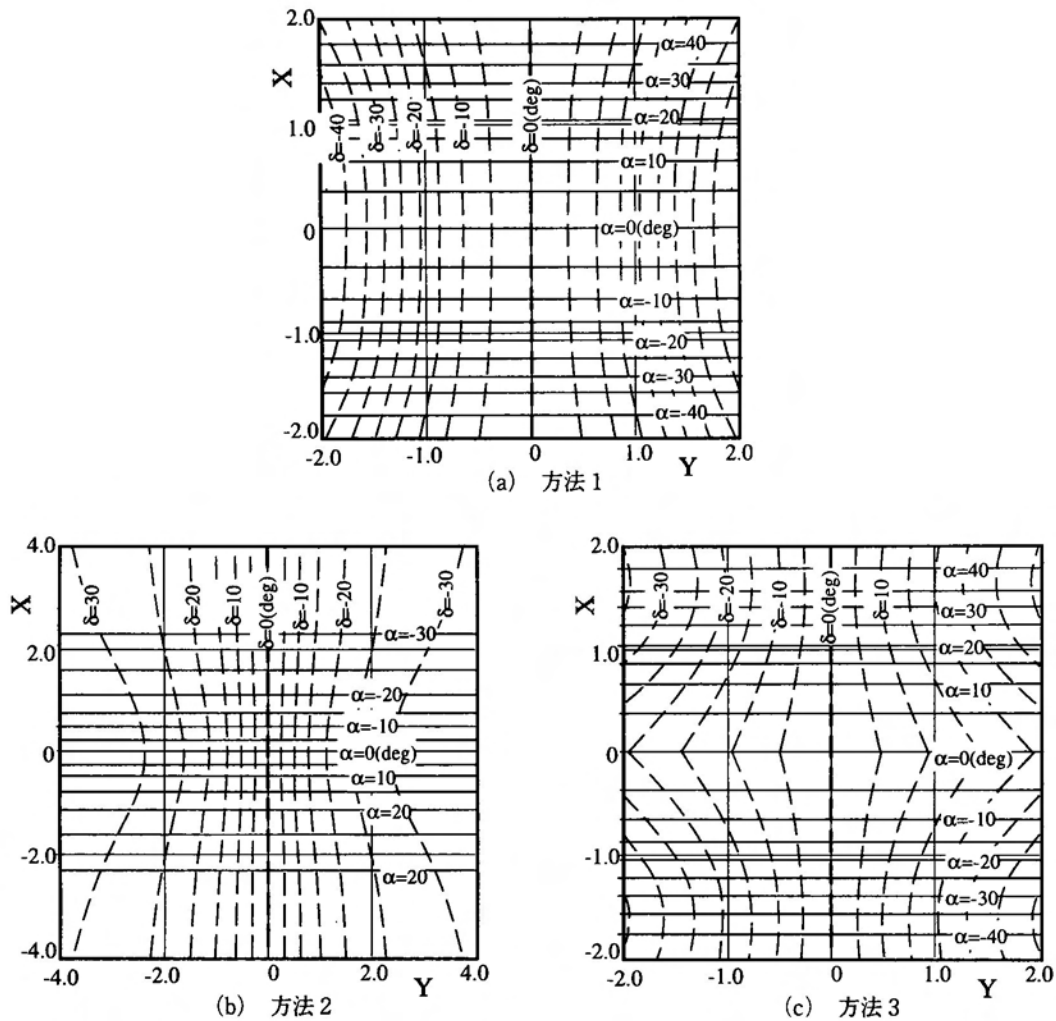 2.0
X
1.0
0
-1.0
-2.0
α=40
α=30
α=20
α=10
α=0(deg)
α=-10
α=-20
α=-30
α=-40
δ=-40
δ=-30
δ=-20
δ=-10
δ=0(deg)
-2.0 -1.0 0 1.0 2.0
Y
(a) 方法1
4.0
X
2.0
0
-2.0
-4.0
δ=30
δ=20
δ=10
δ=0(deg)
δ=-10
δ=-20
δ=-30
α=-30
α=-20
α=-10
α=0(deg)
α=10
α=20
α=20
-4.0 -2.0 0 2.0 4.0
Y
(b) 方法2
2.0
X
1.0
0
-1.0
-2.0
δ=-30
δ=-20
δ=-10
δ=0(deg)
δ=10
α=40
α=30
α=20
α=10
α=0(deg)
α=-10
α=-20
α=-30
α=-40
-2.0 -1.0 0 1.0 2.0
Y
(c) 方法3